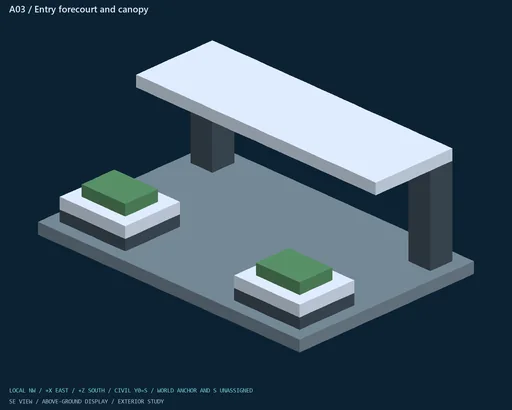 A03 / Entry forecourt and canopy
LOCAL NW / +X EAST / +Z SOUTH / CIVIL Y0=S / WORLD ANCHOR AND S UNASSIGNED
SE VIEW / ABOVE-GROUND DISPLAY / EXTERIOR STUDY